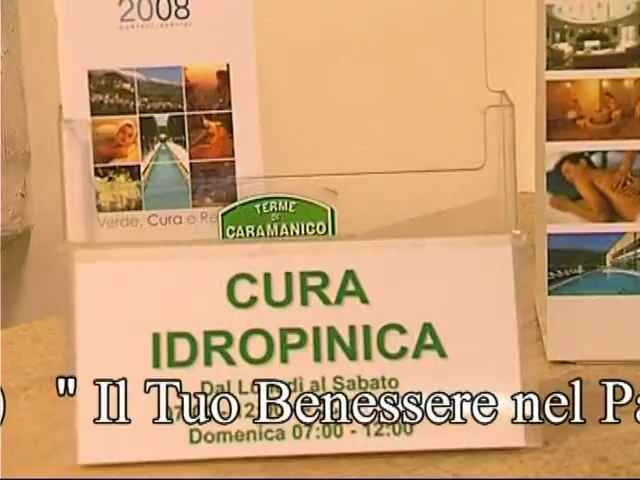 2008
Verde, Cura e Re
TERME
DI
CARAMANICO
CURA
IDROPINICA
Dal Lunedì al Sabato
Domenica 07:00 - 12:00
) " Il Tuo Benessere nel Pa